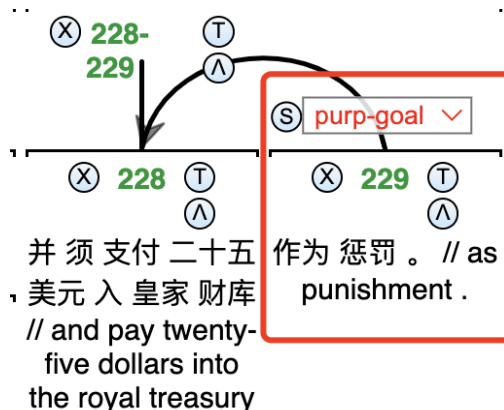 228-
229
X
T
Λ
S purp-goal
X 228 T
Λ
X 229 T
Λ
并 须 支付 二十五
美元 入 皇家 财库
// and pay twenty-
five dollars into
the royal treasury
作为 惩罚 。 // as
punishment .